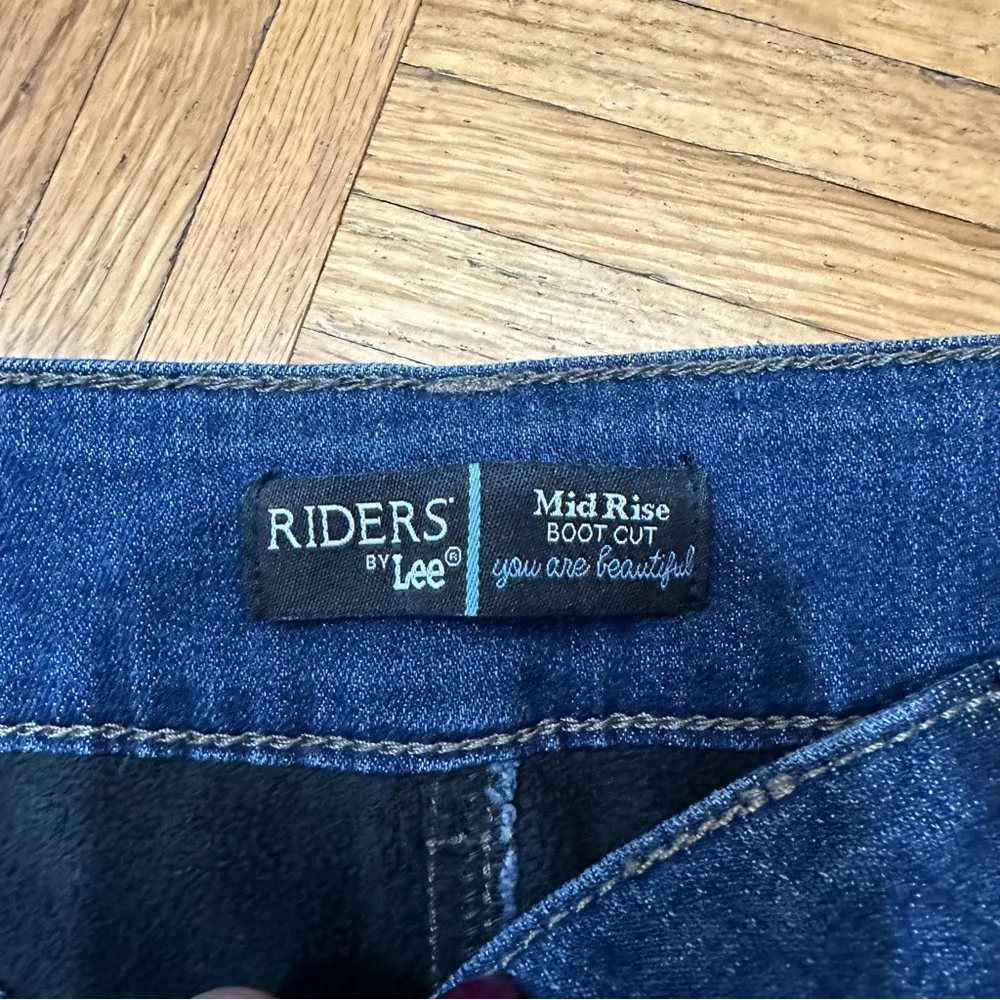 RIDERS
BY Lee®
Mid Rise
BOOT CUT
you are beautiful